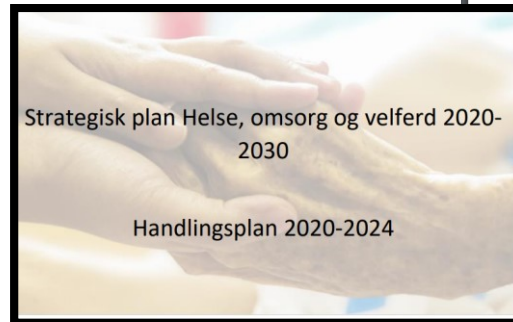 Strategisk plan Helse, omsorg og velferd 2020-
2030
Handlingsplan 2020-2024